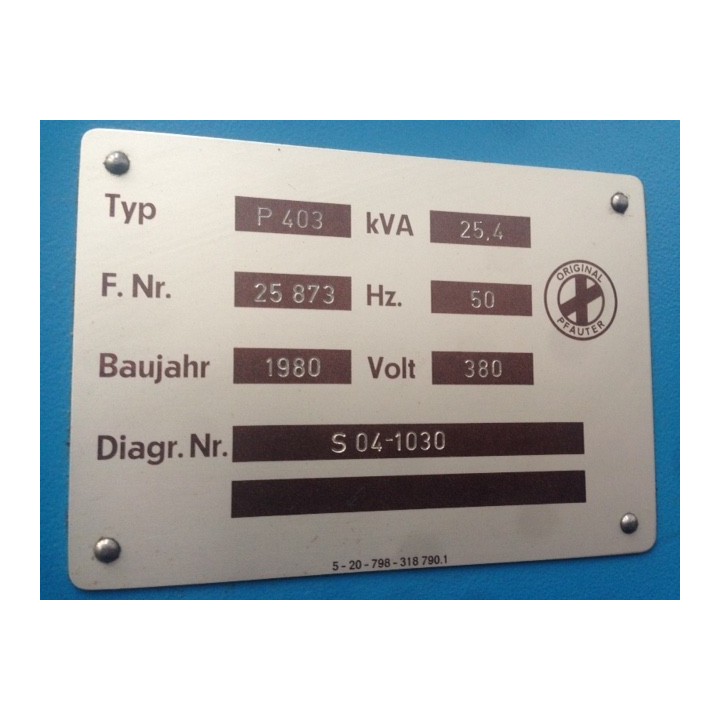 Typ P 403 kVA 25,4
F. Nr. 25 873 Hz. 50
ORIGINAL
PFAUTER
Baujahr 1980 Volt 380
Diagr. Nr. S 04-1030
5 - 20 - 798 - 318 790.1